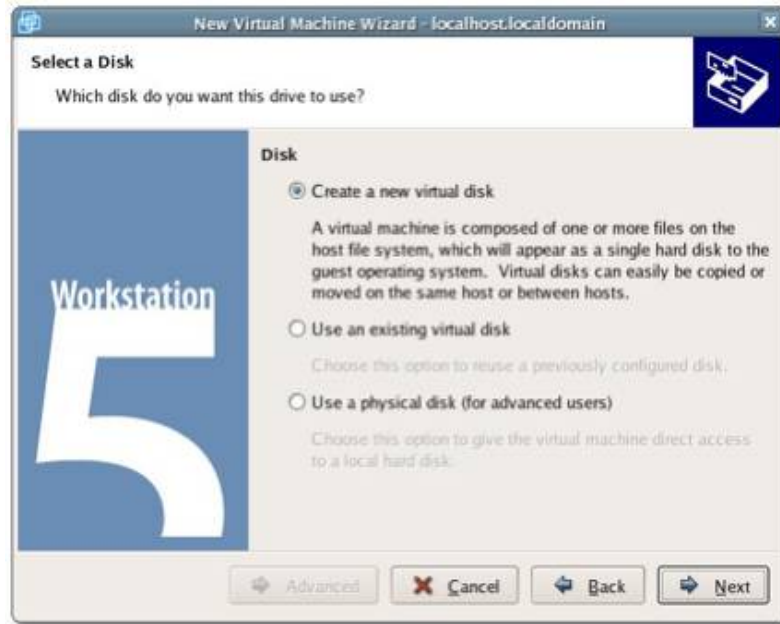 New Virtual Machine Wizard - localhost.localdomain
Select a Disk
Which disk do you want this drive to use?
Disk
Create a new virtual disk
A virtual machine is composed of one or more files on the
host file system, which will appear as a single hard disk to the
guest operating system. Virtual disks can easily be copied or
moved on the same host or between hosts.
Use an existing virtual disk
Choose this option to reuse a previously configured disk.
Use a physical disk (for advanced users)
Choose this option to give the virtual machine direct access
to a local hard disk.
Workstation
5
Advanced
Cancel
Back
Next